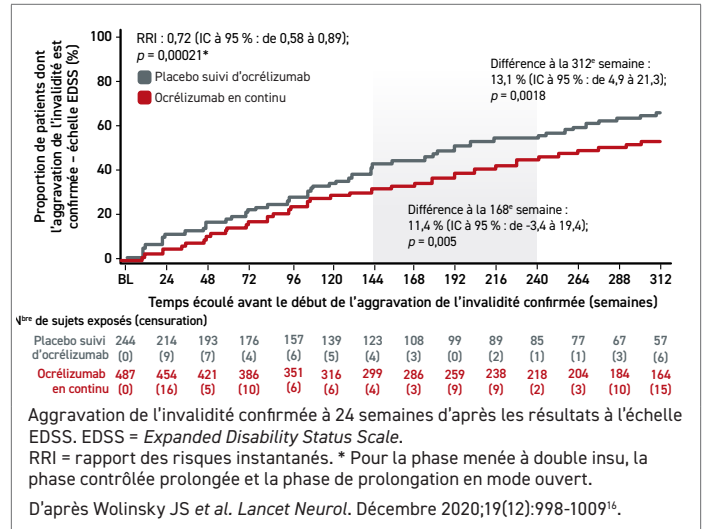 100
80
60
40
20
0
Proportion de patients dont
l'aggravation de l'invalidité est
confirmée – échelle EDSS (%)
RRI : 0,72 (IC à 95 % : de 0,58 à 0,89);
p = 0,00021*
Placebo suivi d'ocrélizumab
Ocrélizumab en continu
Différence à la 312e semaine :
13,1 % (IC à 95 % : de 4,9 à 21,3);
p = 0,0018
Différence à la 168e semaine :
11,4 % (IC à 95 % : de -3,4 à 19,4);
p = 0,005
BL 24 48 72 96 120 144 168 192 216 240 264 288 312
Temps écoulé avant le début de l'aggravation de l'invalidité confirmée (semaines)
Nbre de sujets exposés (censuration)
Placebo suivi 244 214 193 176 157 139 123 108 99 89 85 77 67 57
d'ocrélizumab (0) (9) (7) (4) (6) (5) (4) (3) (0) (2) (1) (1) (3) (6)
Ocrélizumab 487 454 421 386 351 316 299 286 259 238 218 204 184 164
en continu (0) (16) (5) (10) (6) (6) (4) (3) (9) (9) (2) (3) (10) (15)
Aggravation de l'invalidité confirmée à 24 semaines d'après les résultats à l'échelle
EDSS. EDSS = Expanded Disability Status Scale.
RRI = rapport des risques instantanés. * Pour la phase menée à double insu, la
phase contrôlée prolongée et la phase de prolongation en mode ouvert.
D'après Wolinsky JS et al. Lancet Neurol. Décembre 2020;19(12):998-1009¹⁶.